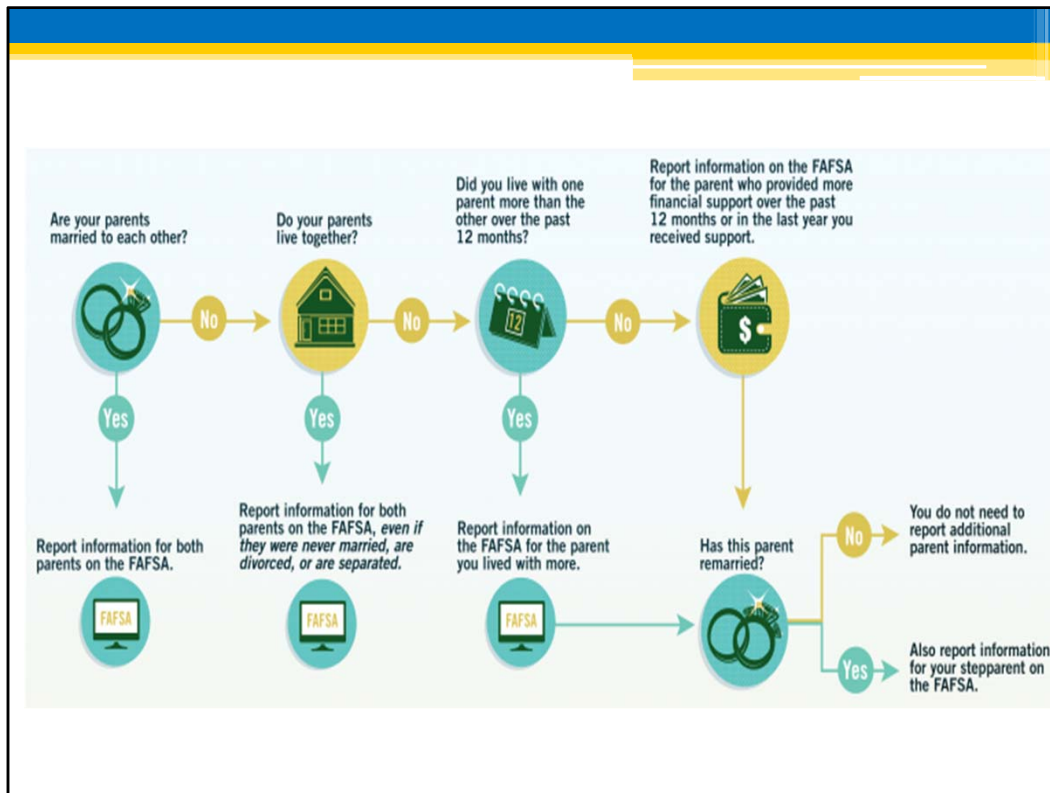 Are your parents
married to each other?
No
Yes
Report information for both
parents on the FAFSA.
FAFSA
Do your parents
live together?
No
Yes
Report information for both
parents on the FAFSA, even if
they were never married, are
divorced, or are separated.
FAFSA
Did you live with one
parent more than the
other over the past
12 months?
12
No
Yes
Report information on
the FAFSA for the parent
you lived with more.
FAFSA
Report information on the FAFSA
for the parent who provided more
financial support over the past
12 months or in the last year you
received support.
$
Has this parent
remarried?
No
You do not need to
report additional
parent information.
Yes
Also report information
for your stepparent on
the FAFSA.